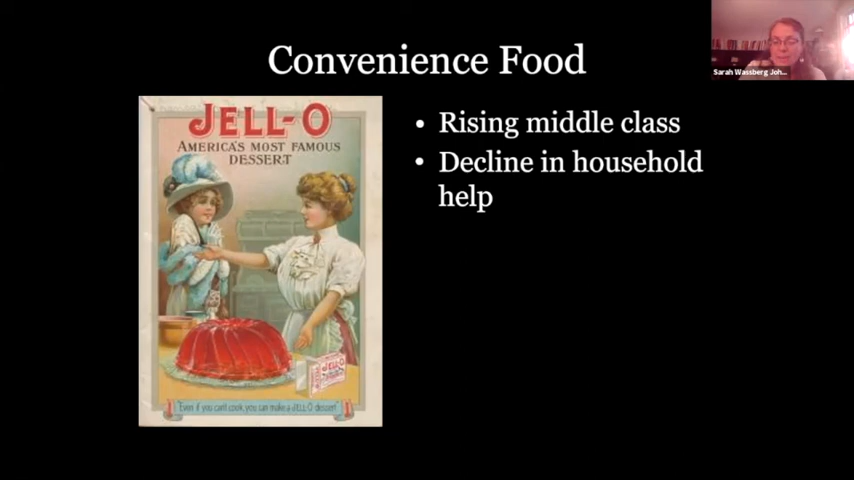 Convenience Food
JELL-O
AMERICA'S MOST FAMOUS
DESSERT
JELL-O
"Even if you can't cook, you can make a JELL-O dessert"
• Rising middle class
• Decline in household
help
Sarah Wassberg Joh...